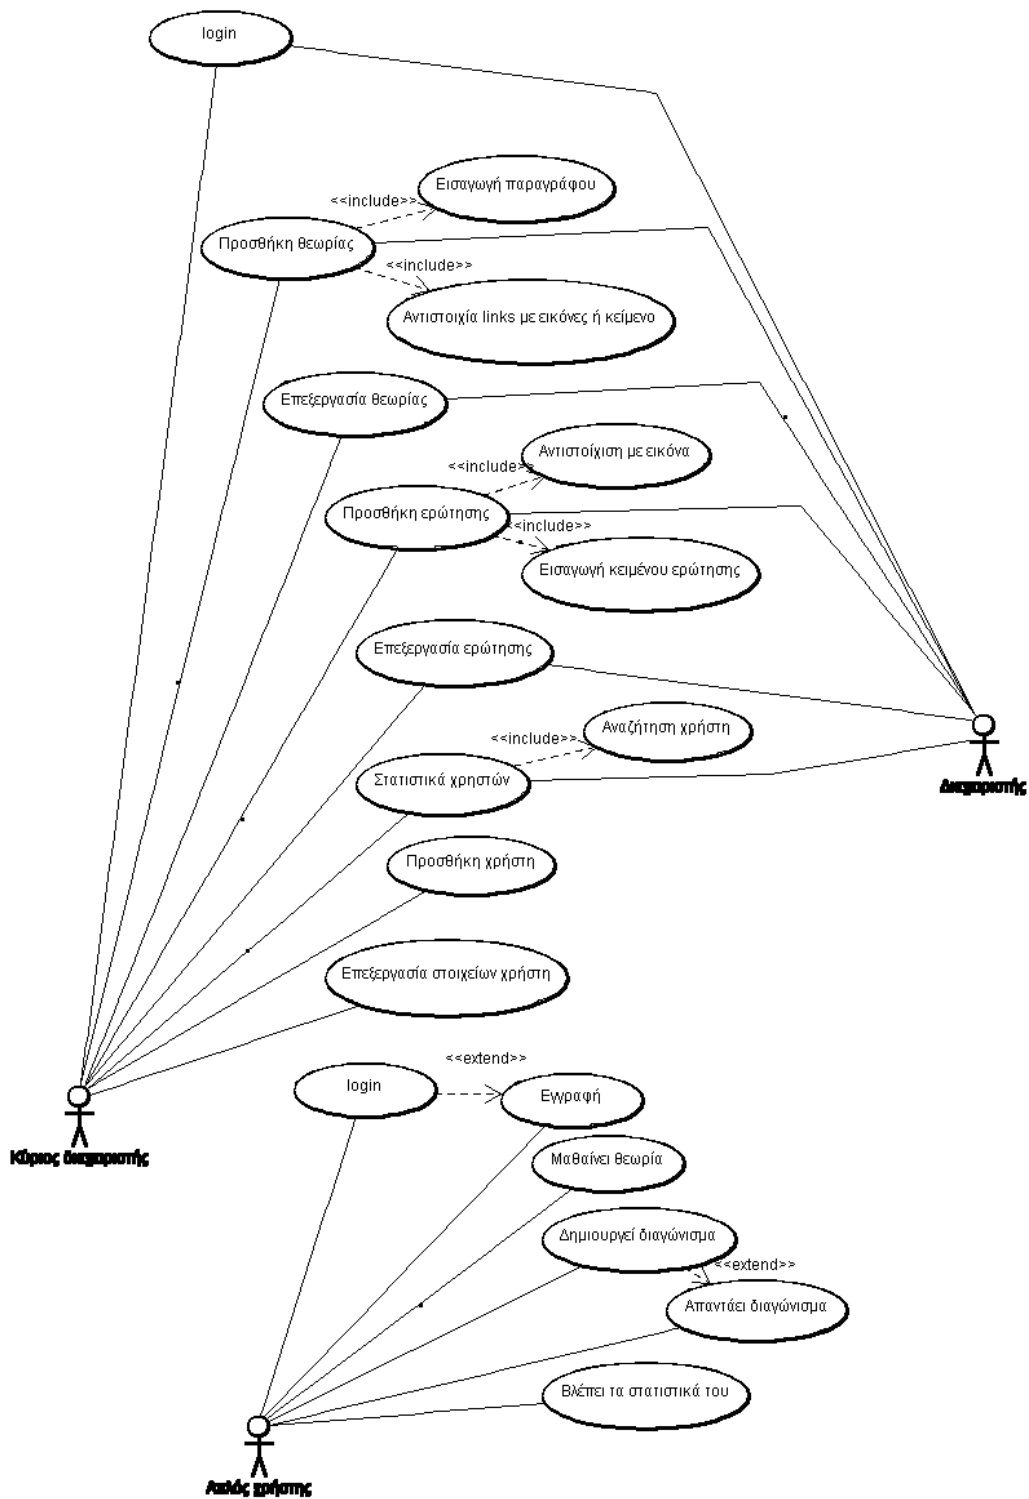 login
Εισαγωγή παραγράφου
<<include>>
Προσθήκη θεωρίας
<<include>>
Αντιστοιχία links με εικόνες ή κείμενο
Επεξεργασία θεωρίας
Αντιστοίχιση με εικόνα
<<include>>
Προσθήκη ερώτησης
<<include>>
Εισαγωγή κειμένου ερώτησης
Επεξεργασία ερώτησης
Αναζήτηση χρήστη
<<include>>
Στατιστικά χρηστών
Διαχειριστής
Προσθήκη χρήστη
Επεξεργασία στοιχείων χρήστη
<<extend>>
login
Εγγραφή
Κύριος διαχειριστής
Μαθαίνει θεωρία
Δημιουργεί διαγώνισμα
<<extend>>
Απαντάει διαγώνισμα
Βλέπει τα στατιστικά του
Απλός χρήστης